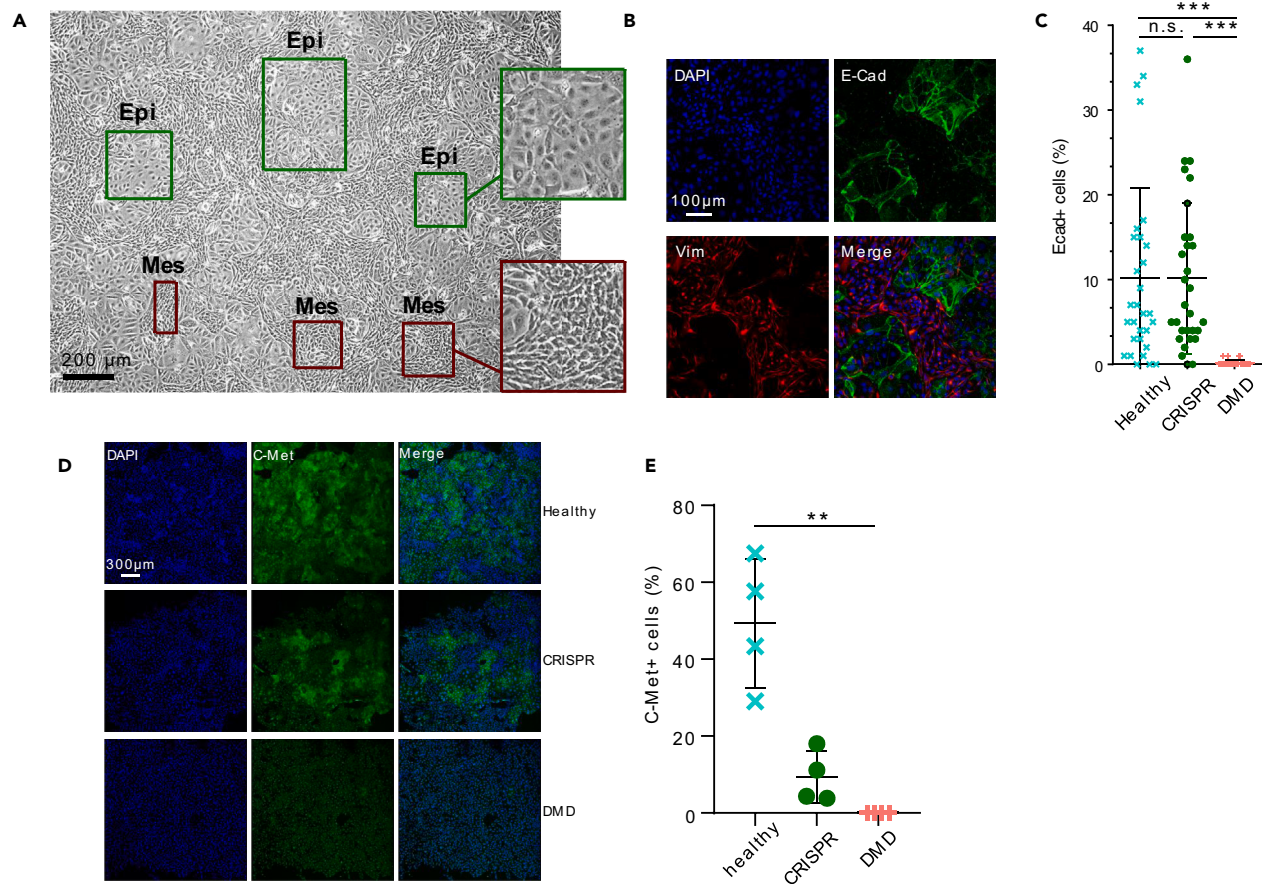 A
Epi
Epi
Epi
Mes
Mes
Mes
200 µm
B
DAPI
E-Cad
100µm
Vim
Merge
C
***
n.s.
***
40
30
20
10
0
Ecad+ cells (%)
Healthy
CRISPR
DMD
D
DAPI
C-Met
Merge
Healthy
300µm
CRISPR
DMD
E
**
80
60
40
20
0
C-Met+ cells (%)
healthy
CRISPR
DMD